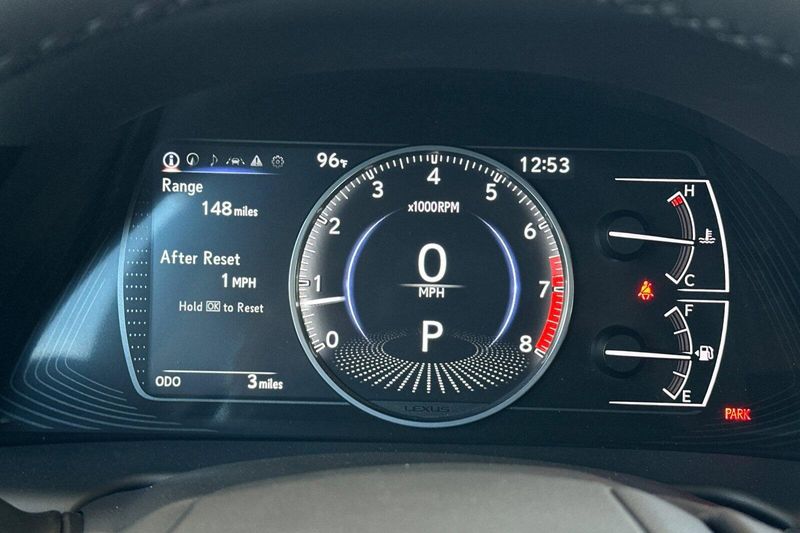 96°F
12:53
Range
148 miles
After Reset
1 MPH
Hold OK to Reset
ODO 3 miles
0
1
2
3
4
5
6
7
8
x1000RPM
0
MPH
P
LEXUS
H
C
F
E
PARK